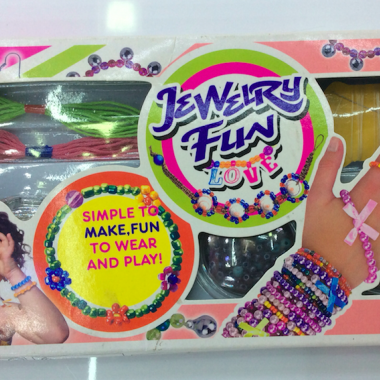 JEWELRY
FUN
LOVE
SIMPLE TO
MAKE,FUN
TO WEAR
AND PLAY!